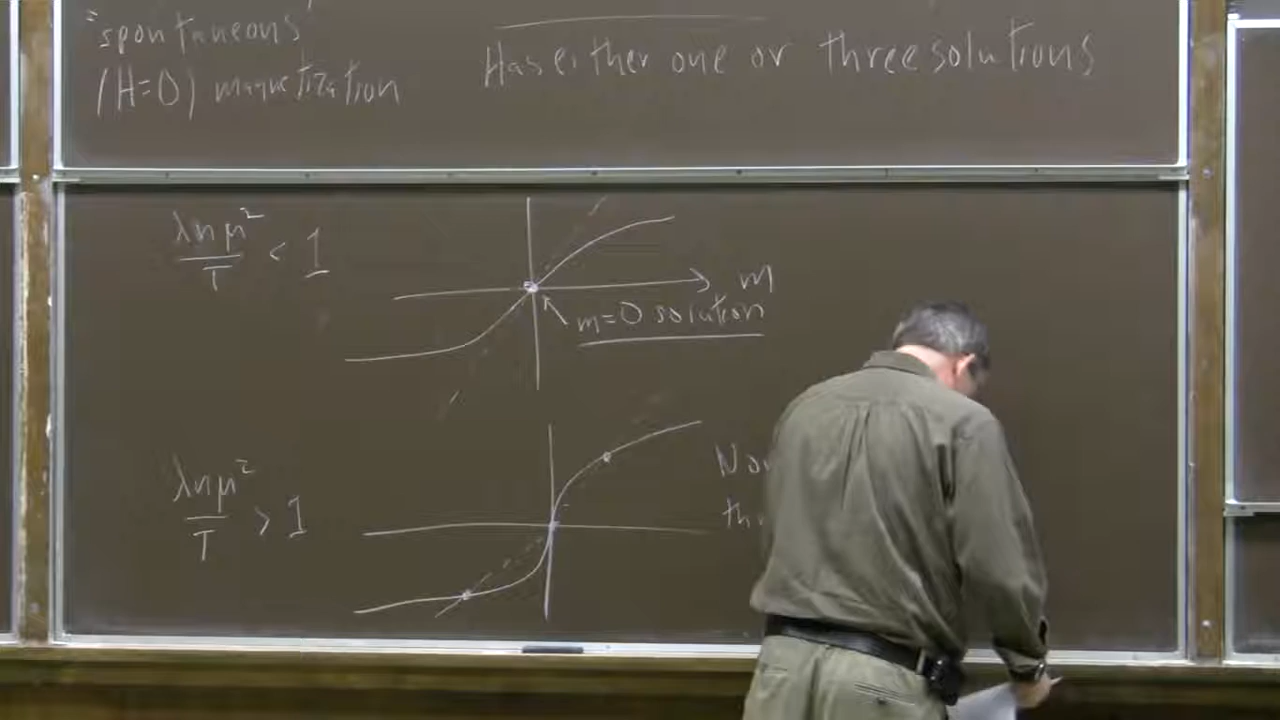 "spontaneous"
(H=0) magnetization
Has either one or three solutions
λnμ²/T < 1
m
m=0 solution
λnμ²/T > 1